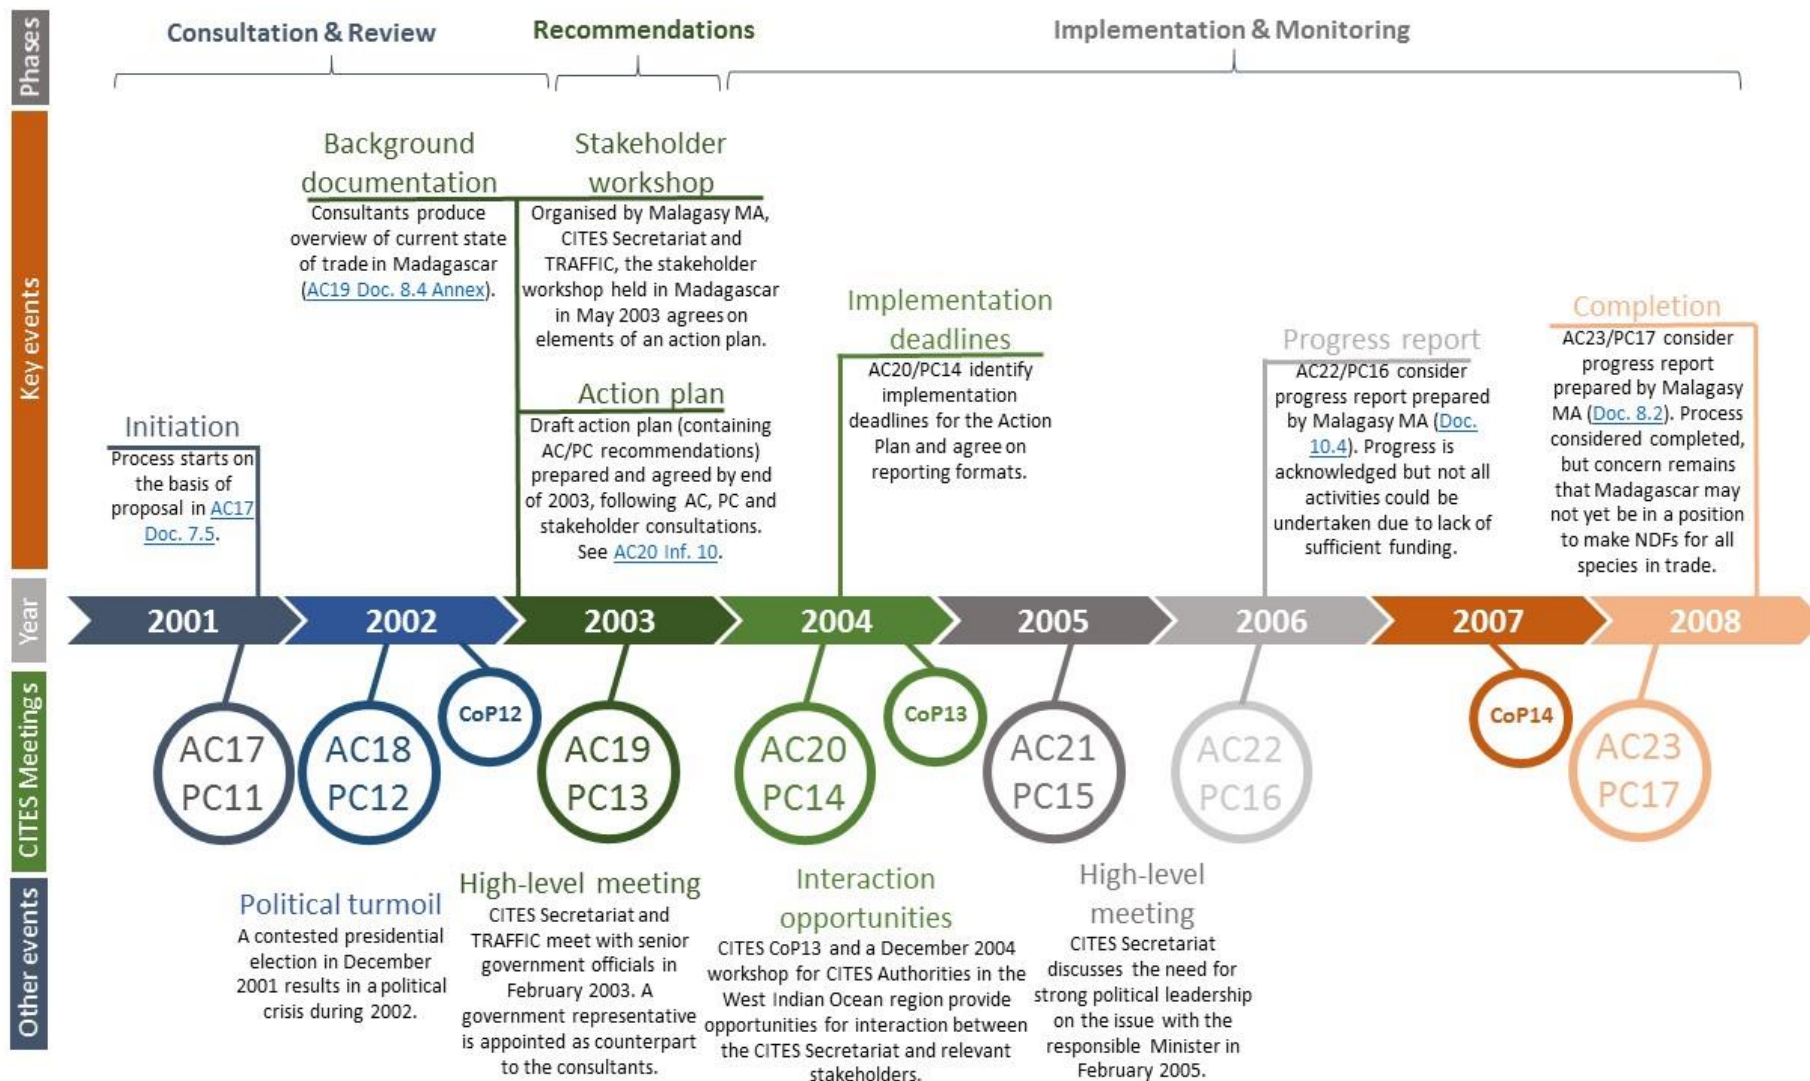 Phases
Consultation & Review
Recommendations
Implementation & Monitoring
Key events
Initiation
Process starts on
the basis of
proposal in AC17
Doc. 7.5.
Background
documentation
Consultants produce
overview of current state
of trade in Madagascar
(AC19 Doc. 8.4 Annex).
Stakeholder
workshop
Organised by Malagasy MA,
CITES Secretariat and
TRAFFIC, the stakeholder
workshop held in Madagascar
in May 2003 agrees on
elements of an action plan.
Action plan
Draft action plan (containing
AC/PC recommendations)
prepared and agreed by end
of 2003, following AC, PC and
stakeholder consultations.
See AC20 Inf. 10.
Implementation
deadlines
AC20/PC14 identify
implementation
deadlines for the Action
Plan and agree on
reporting formats.
Progress report
AC22/PC16 consider
progress report prepared
by Malagasy MA (Doc.
10.4). Progress is
acknowledged but not all
activities could be
undertaken due to lack of
sufficient funding.
Completion
AC23/PC17 consider
progress report
prepared by Malagasy
MA (Doc. 8.2). Process
considered completed,
but concern remains
that Madagascar may
not yet be in a position
to make NDFs for all
species in trade.
Year
2001
2002
2003
2004
2005
2006
2007
2008
CITES Meetings
AC17
PC11
AC18
PC12
CoP12
AC19
PC13
AC20
PC14
CoP13
AC21
PC15
AC22
PC16
CoP14
AC23
PC17
Other events
Political turmoil
A contested presidential
election in December
2001 results in a political
crisis during 2002.
High-level meeting
CITES Secretariat and
TRAFFIC meet with senior
government officials in
February 2003. A
government representative
is appointed as counterpart
to the consultants.
Interaction
opportunities
CITES CoP13 and a December 2004
workshop for CITES Authorities in the
West Indian Ocean region provide
opportunities for interaction between
the CITES Secretariat and relevant
stakeholders.
High-level
meeting
CITES Secretariat
discusses the need for
strong political leadership
on the issue with the
responsible Minister in
February 2005.